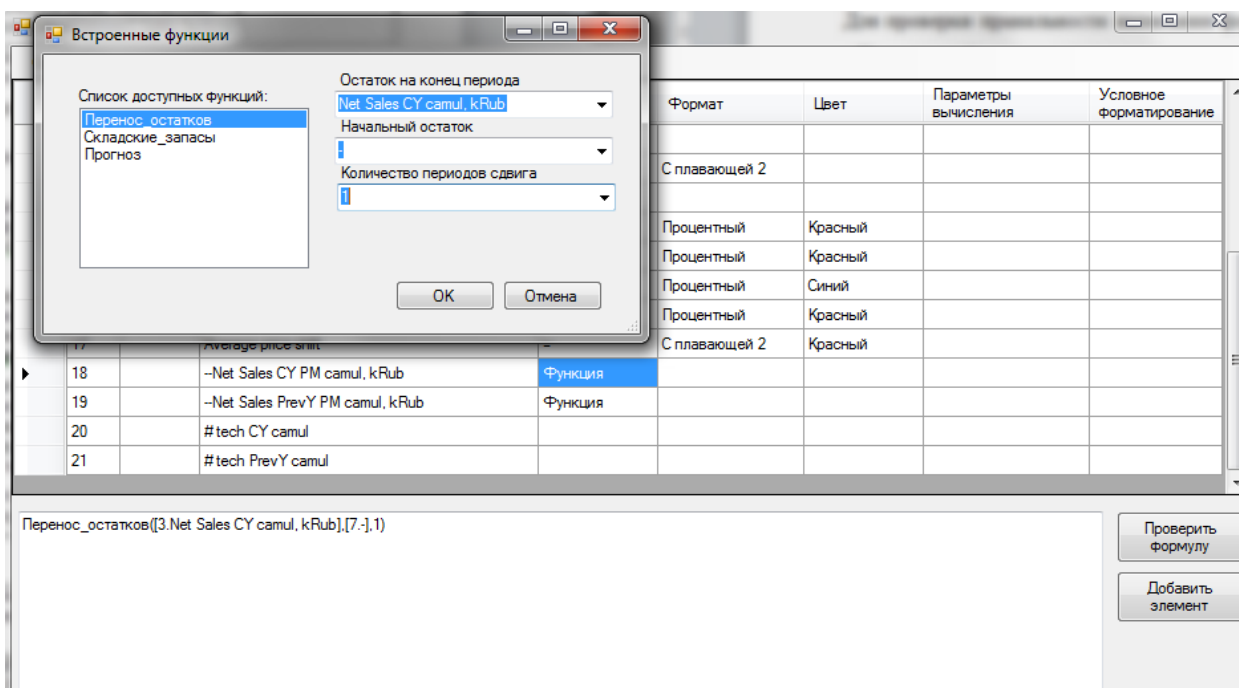 Для проверки правильности
Встроенные функции
Список доступных функций:
Перенос_остатков
Складские_запасы
Прогноз
Остаток на конец периода
Net Sales CY camul, kRub
Начальный остаток
-
Количество периодов сдвига
1
OK
Отмена
Формат
Цвет
Параметры
вычисления
Условное
форматирование
С плавающей 2
Процентный
Красный
Процентный
Красный
Процентный
Синий
Процентный
Красный
17
Average price shift
=
С плавающей 2
Красный
18
--Net Sales CY PM camul, kRub
Функция
19
--Net Sales PrevY PM camul, kRub
Функция
20
# tech CY camul
21
# tech PrevY camul
Перенос_остатков([3.Net Sales CY camul, kRub],[7.-],1)
Проверить
формулу
Добавить
элемент